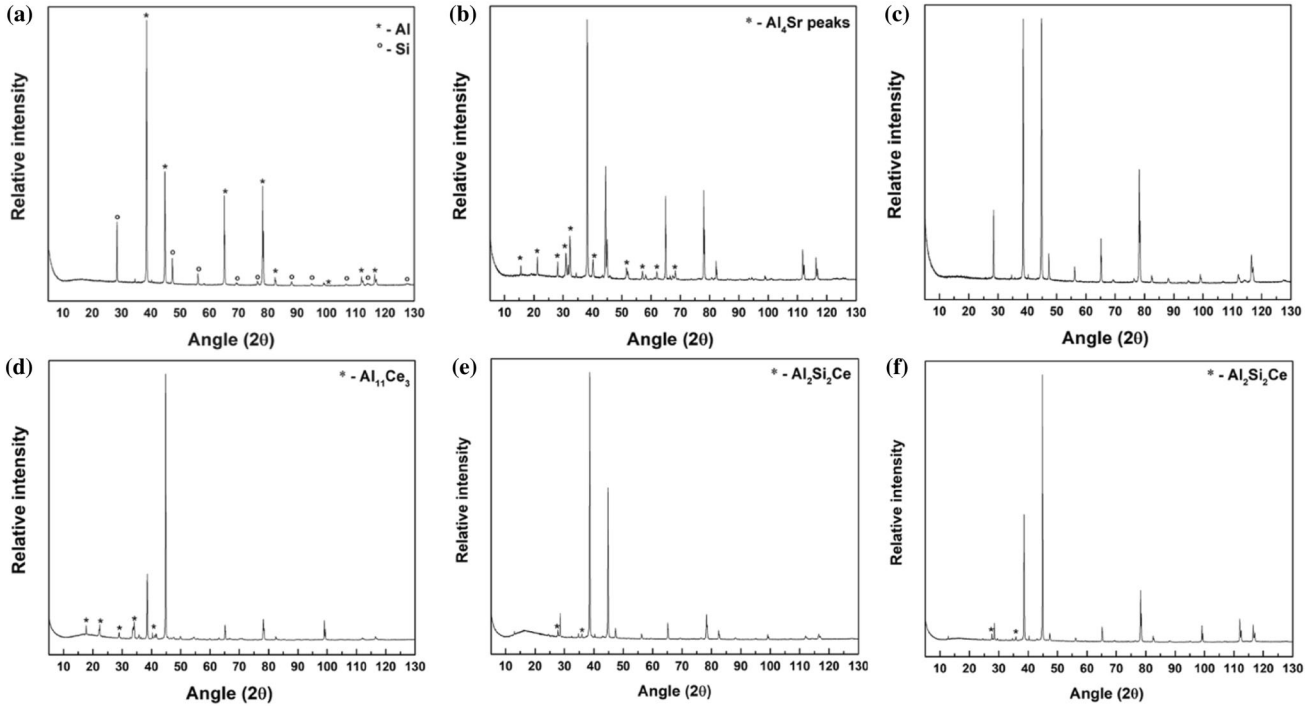 (a)
* - Al
o - Si
Relative intensity
10 20 30 40 50 60 70 80 90 100 110 120 130
Angle (2θ)
(b)
* - Al₄Sr peaks
Relative intensity
10 20 30 40 50 60 70 80 90 100 110 120 130
Angle (2θ)
(c)
Relative intensity
10 20 30 40 50 60 70 80 90 100 110 120 130
Angle (2θ)
(d)
* - Al₁₁Ce₃
Relative intensity
10 20 30 40 50 60 70 80 90 100 110 120 130
Angle (2θ)
(e)
* - Al₂Si₂Ce
Relative intensity
10 20 30 40 50 60 70 80 90 100 110 120 130
Angle (2θ)
(f)
* - Al₂Si₂Ce
Relative intensity
10 20 30 40 50 60 70 80 90 100 110 120 130
Angle (2θ)